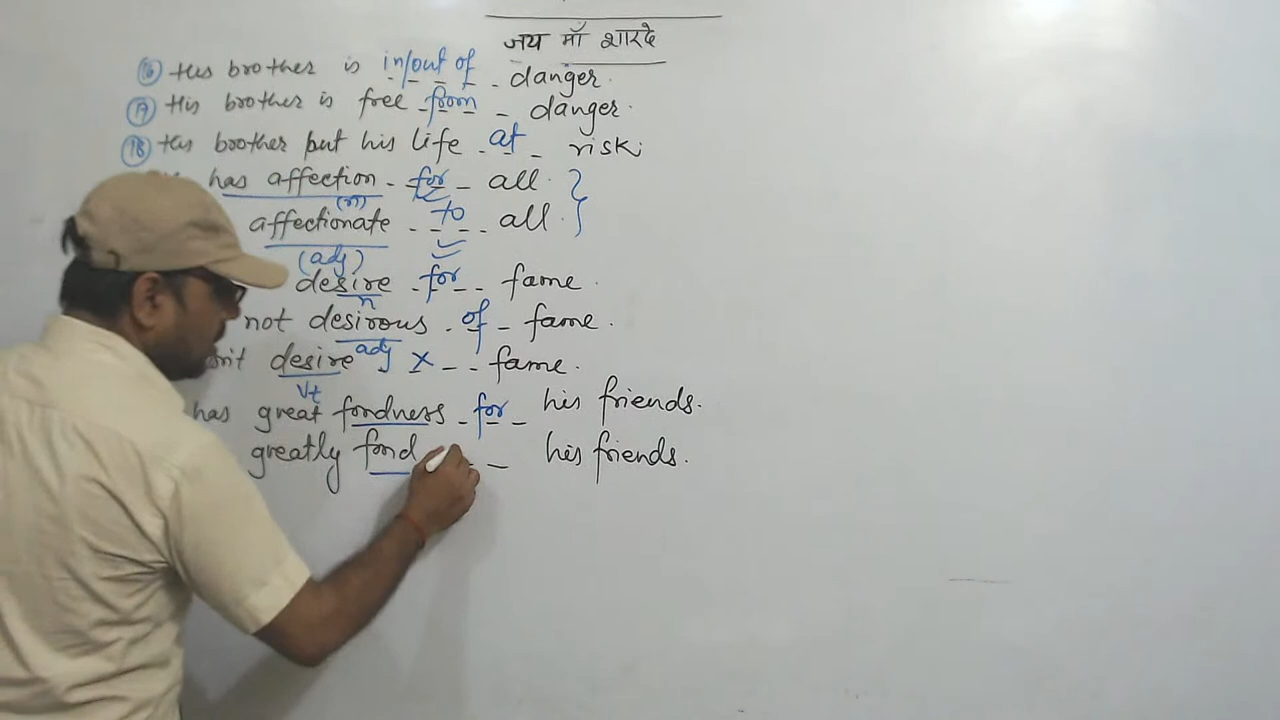 जय माँ शारदे
(16) His brother is in/out of danger.
(17) His brother is free from danger.
(18) His brother put his life at risk.
has affection for all.
(n)
affectionate to all.
(adj)
desire for fame.
n
not desirous of fame.
adj
desire x fame.
Vt
has great fondness for his friends.
greatly fond his friends.